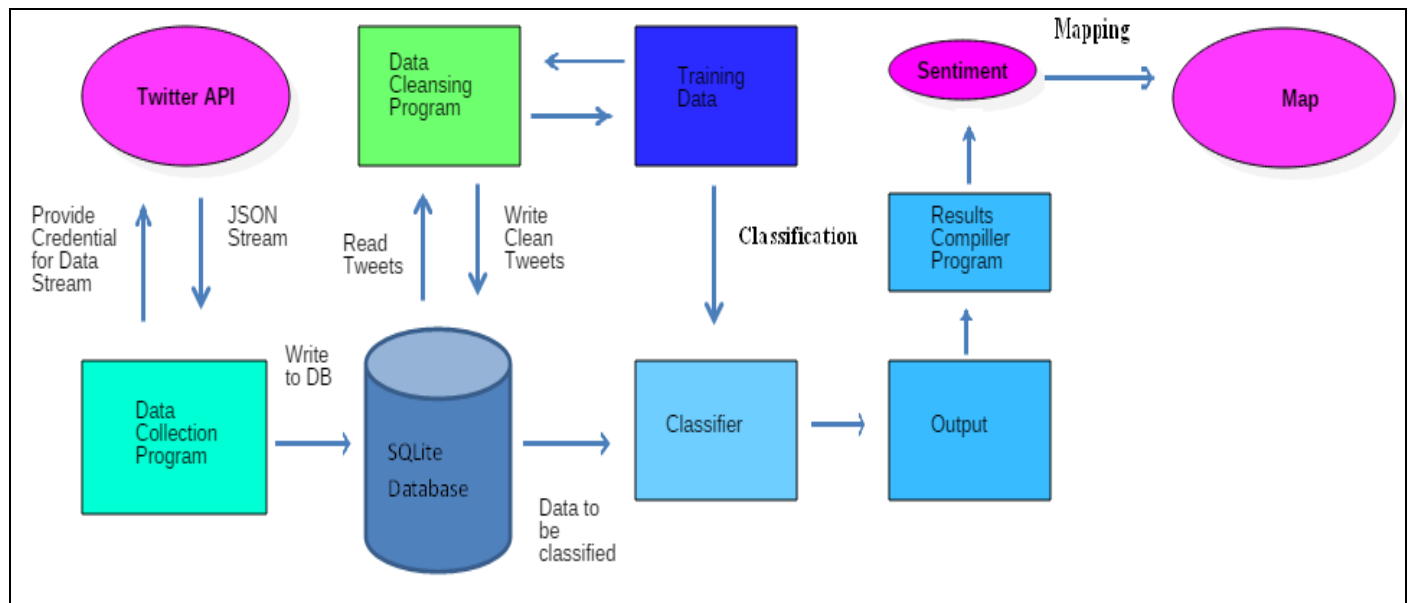 Twitter API
Data
Cleansing
Program
Training
Data
Sentiment
Mapping
Map
Provide
Credential
for Data
Stream
JSON
Stream
Read
Tweets
Write
Clean
Tweets
Classification
Results
Compiller
Program
Data
Collection
Program
Write
to DB
SQLite
Database
Data to
be
classified
Classifier
Output